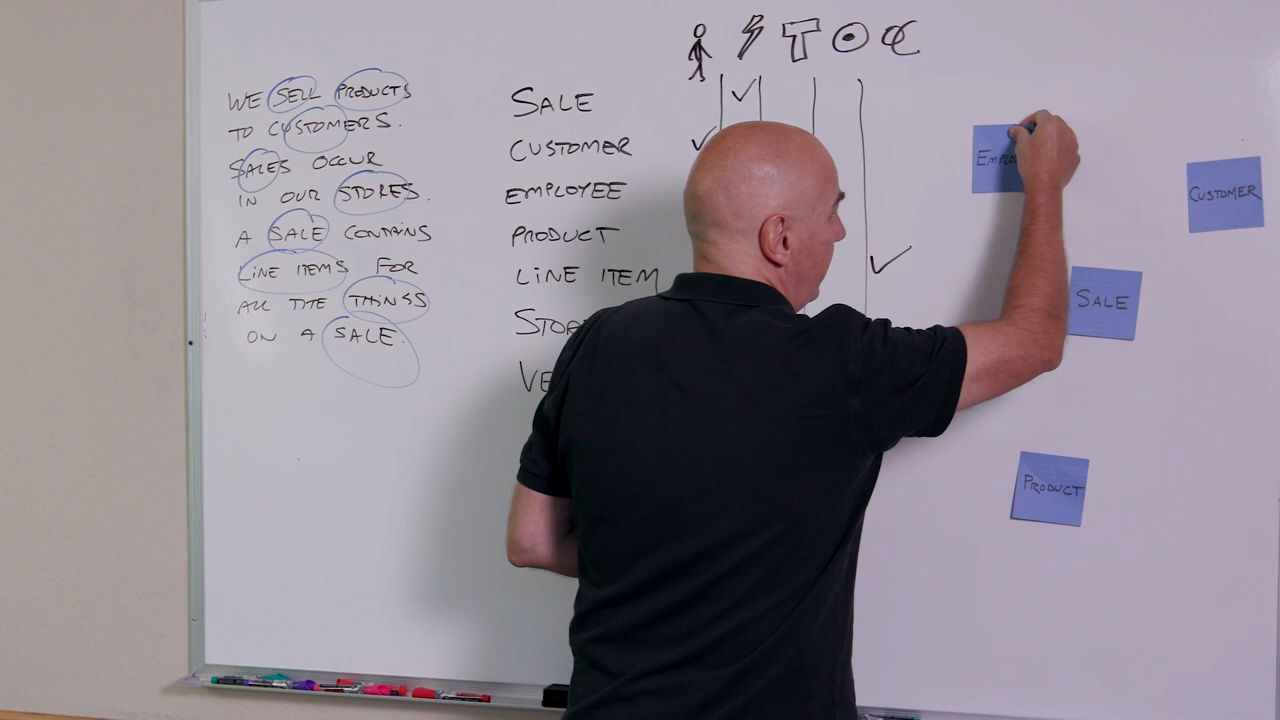 WE SELL PRODUCTS
TO CUSTOMERS.
SALES OCCUR
IN OUR STORES.
A SALE CONTAINS
LINE ITEMS FOR
ALL THE THINGS
ON A SALE.
SALE
CUSTOMER
EMPLOYEE
PRODUCT
LINE ITEM
CUSTOMER
SALE
PRODUCT